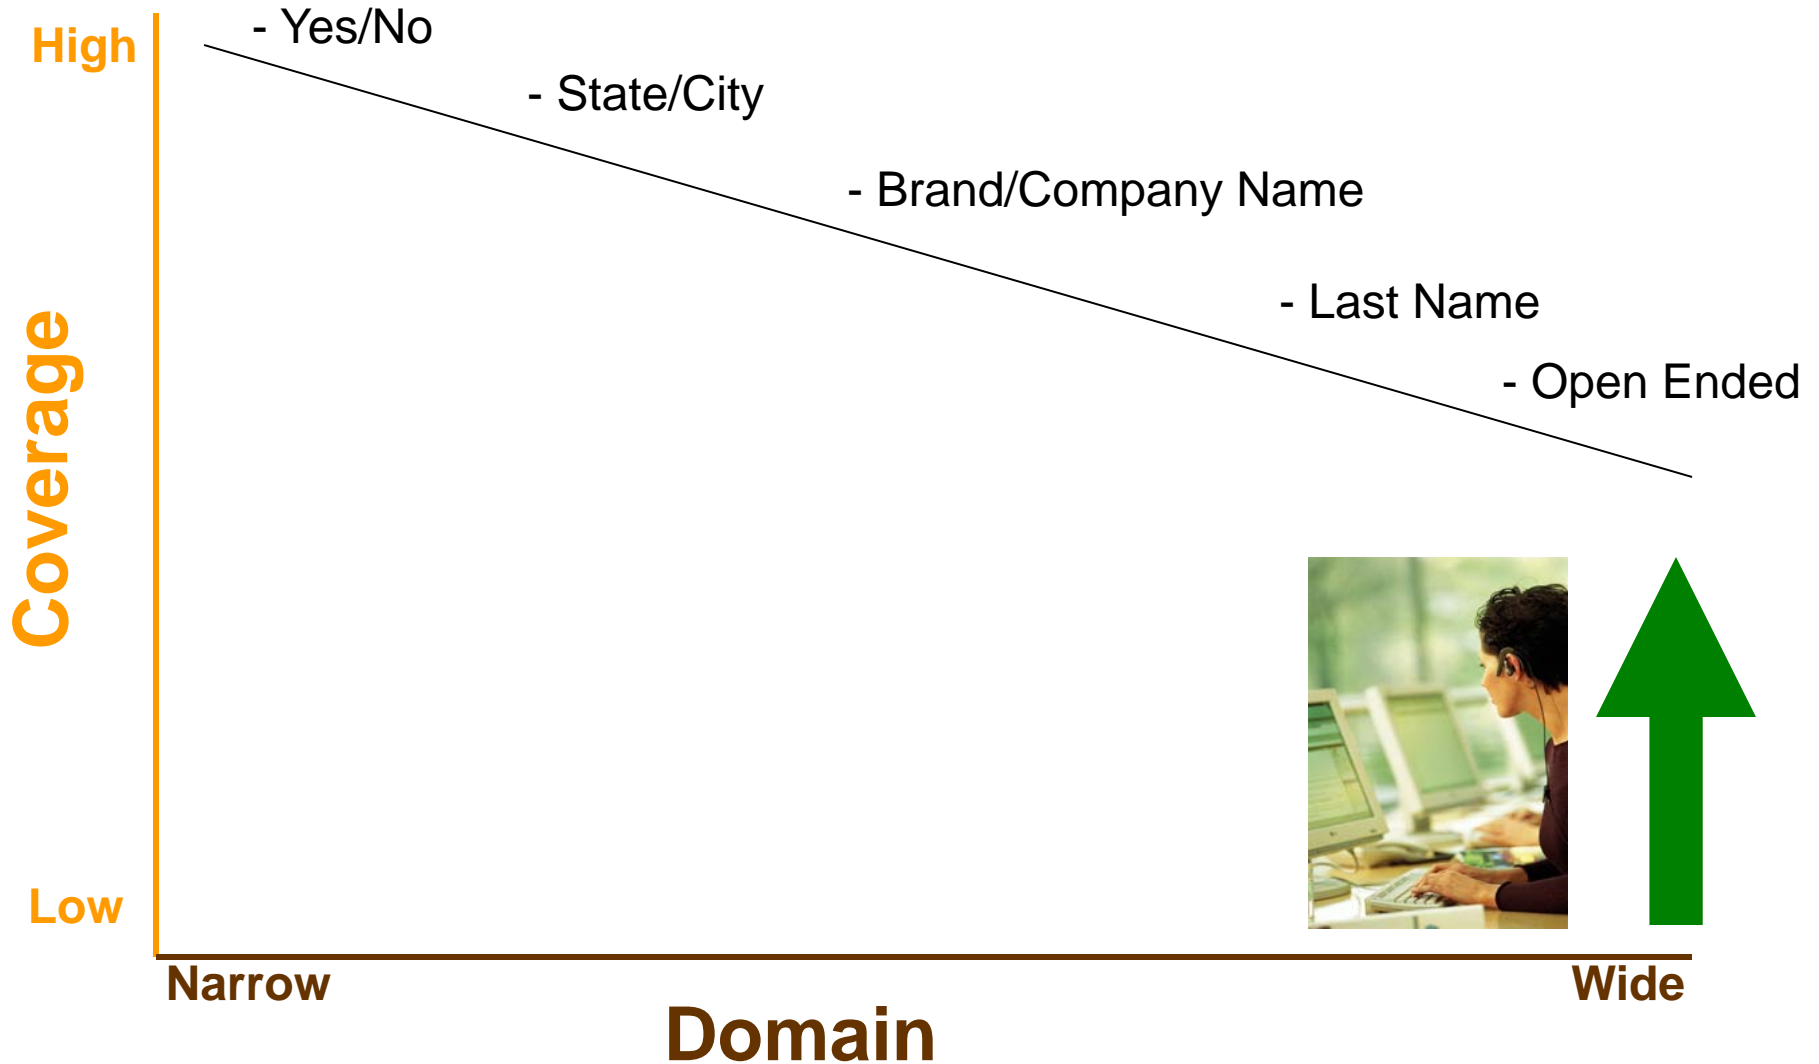 High
- Yes/No
- State/City
- Brand/Company Name
- Last Name
- Open Ended
Coverage
Low
Narrow
Wide
Domain